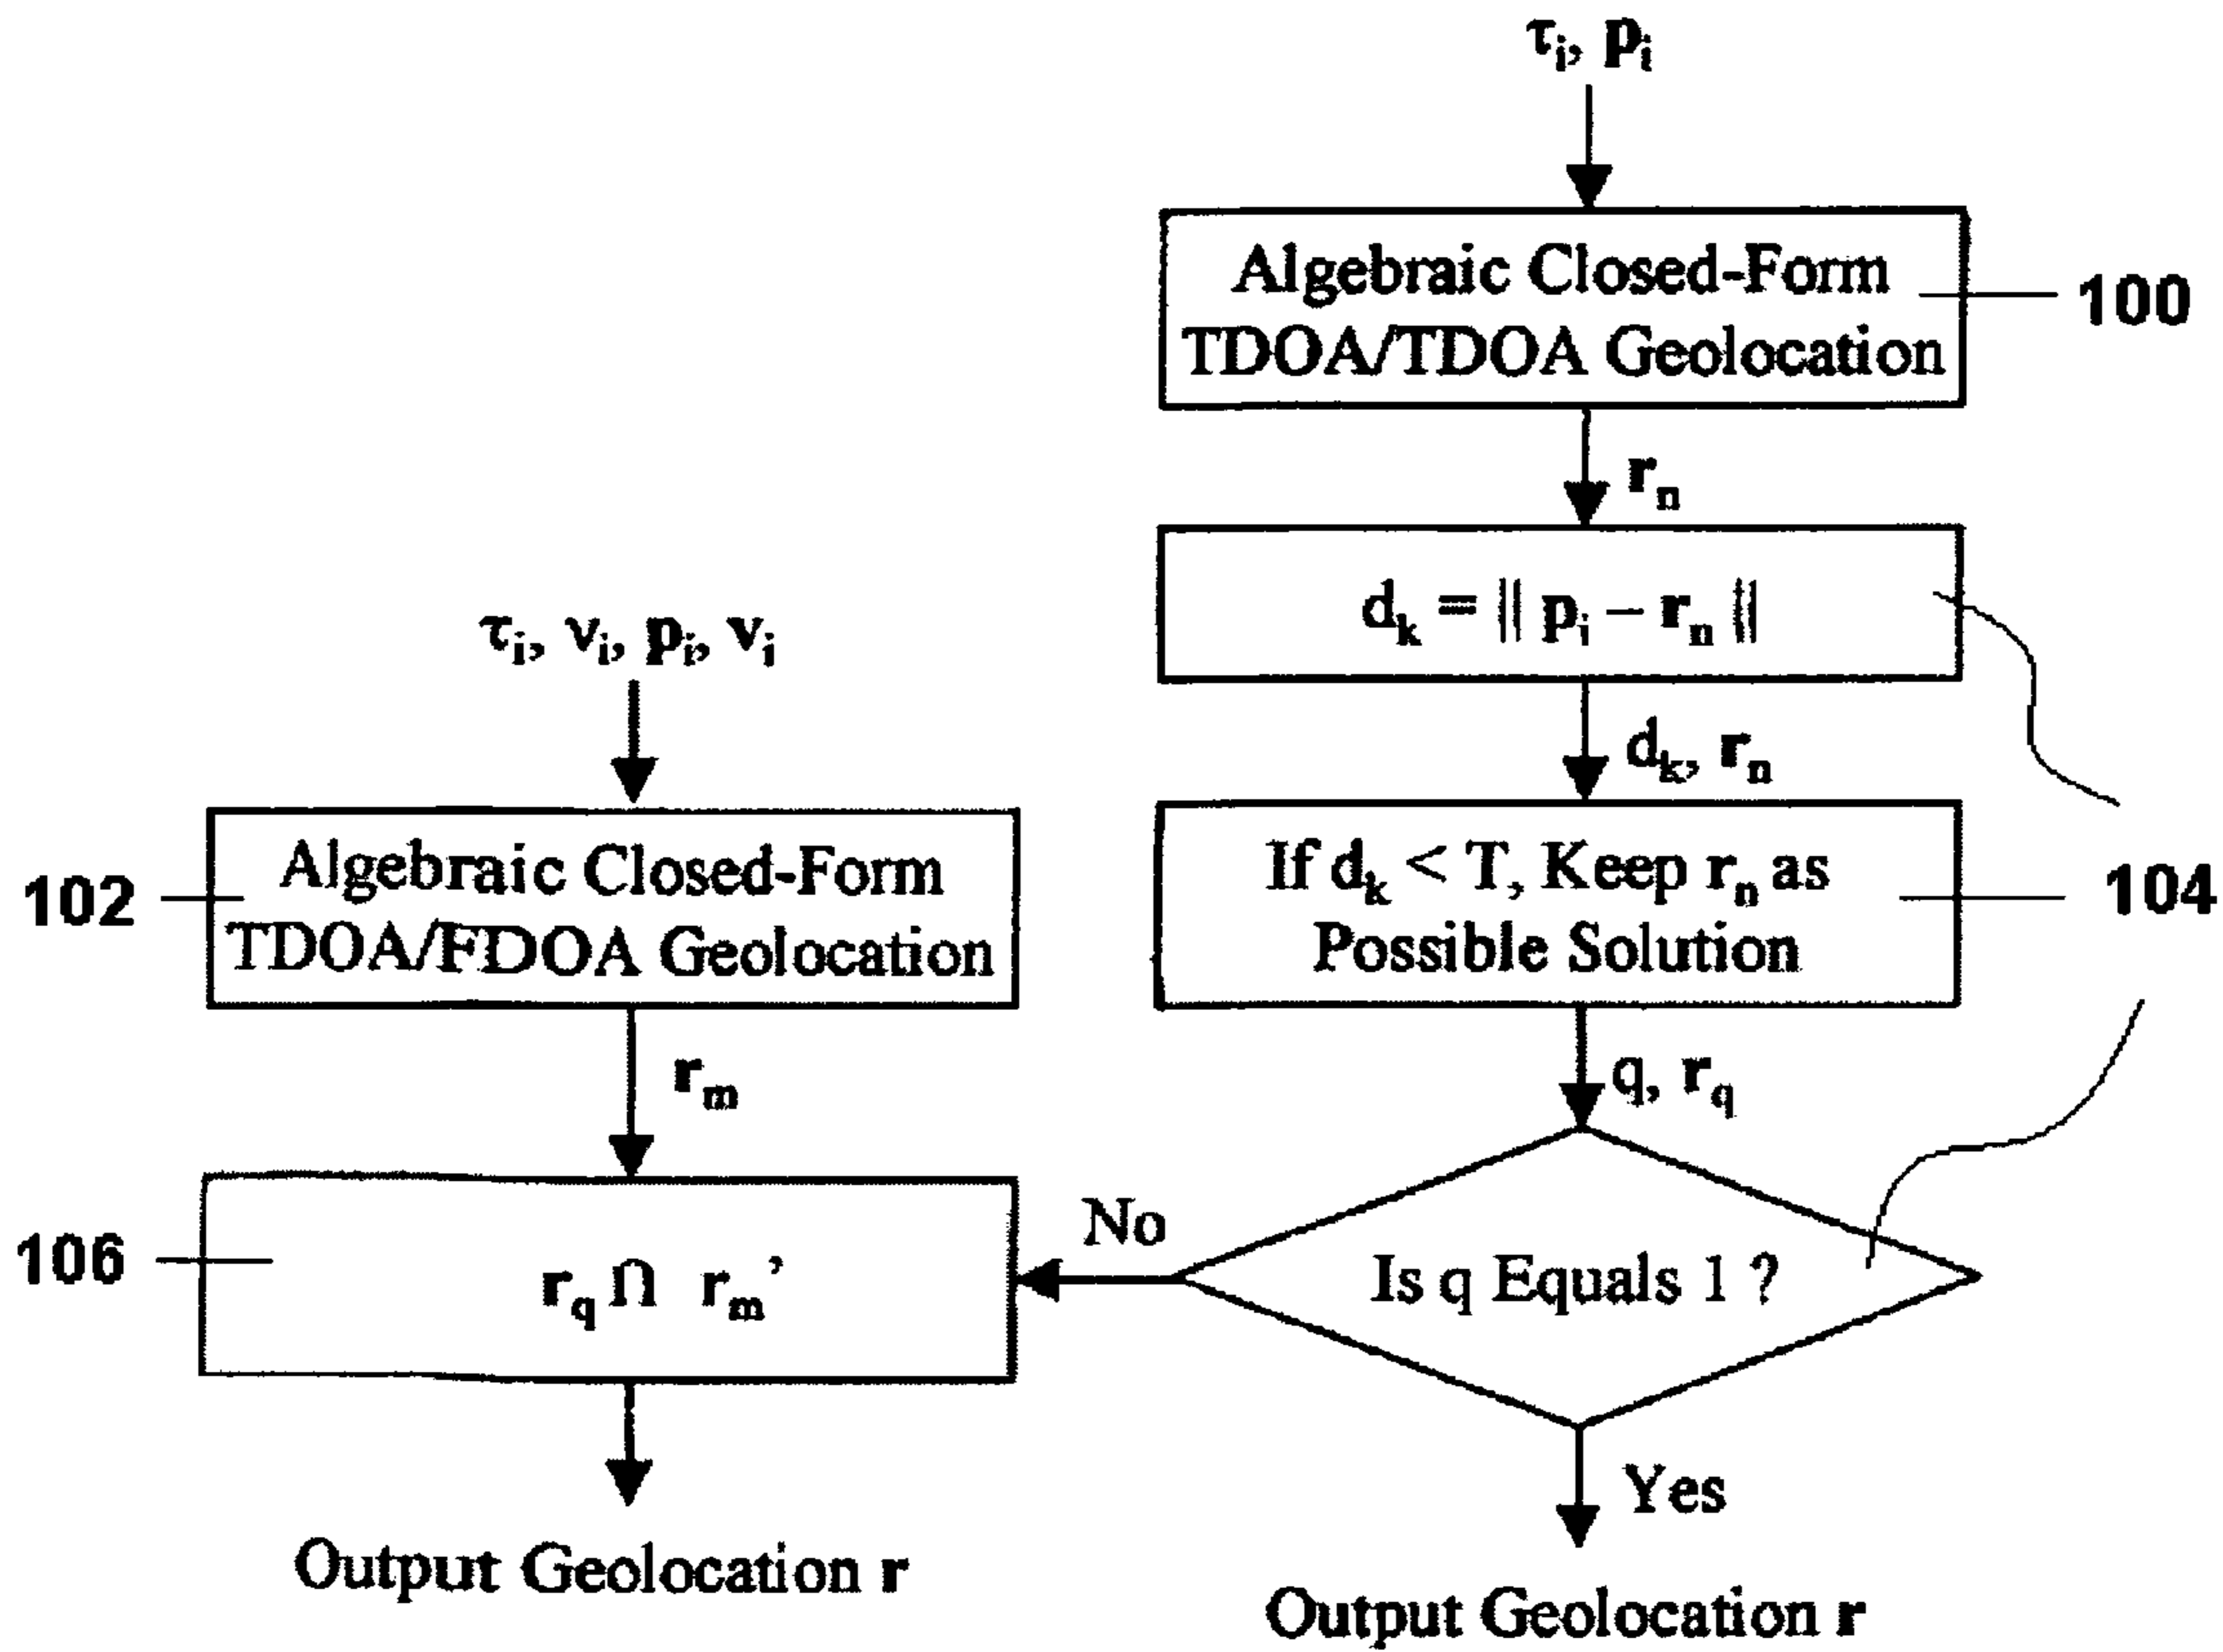 τi, pi
Algebraic Closed-Form
TDOA/TDOA Geolocation
100
rn
dk = || pi – rn ||
dk, rn
If dk < T, Keep rn as
Possible Solution
104
q, rq
Is q Equals 1 ?
No
Yes
Output Geolocation r
τi, νi, pi, vi
Algebraic Closed-Form
TDOA/FDOA Geolocation
102
rm
rq ∩ rm’
106
Output Geolocation r